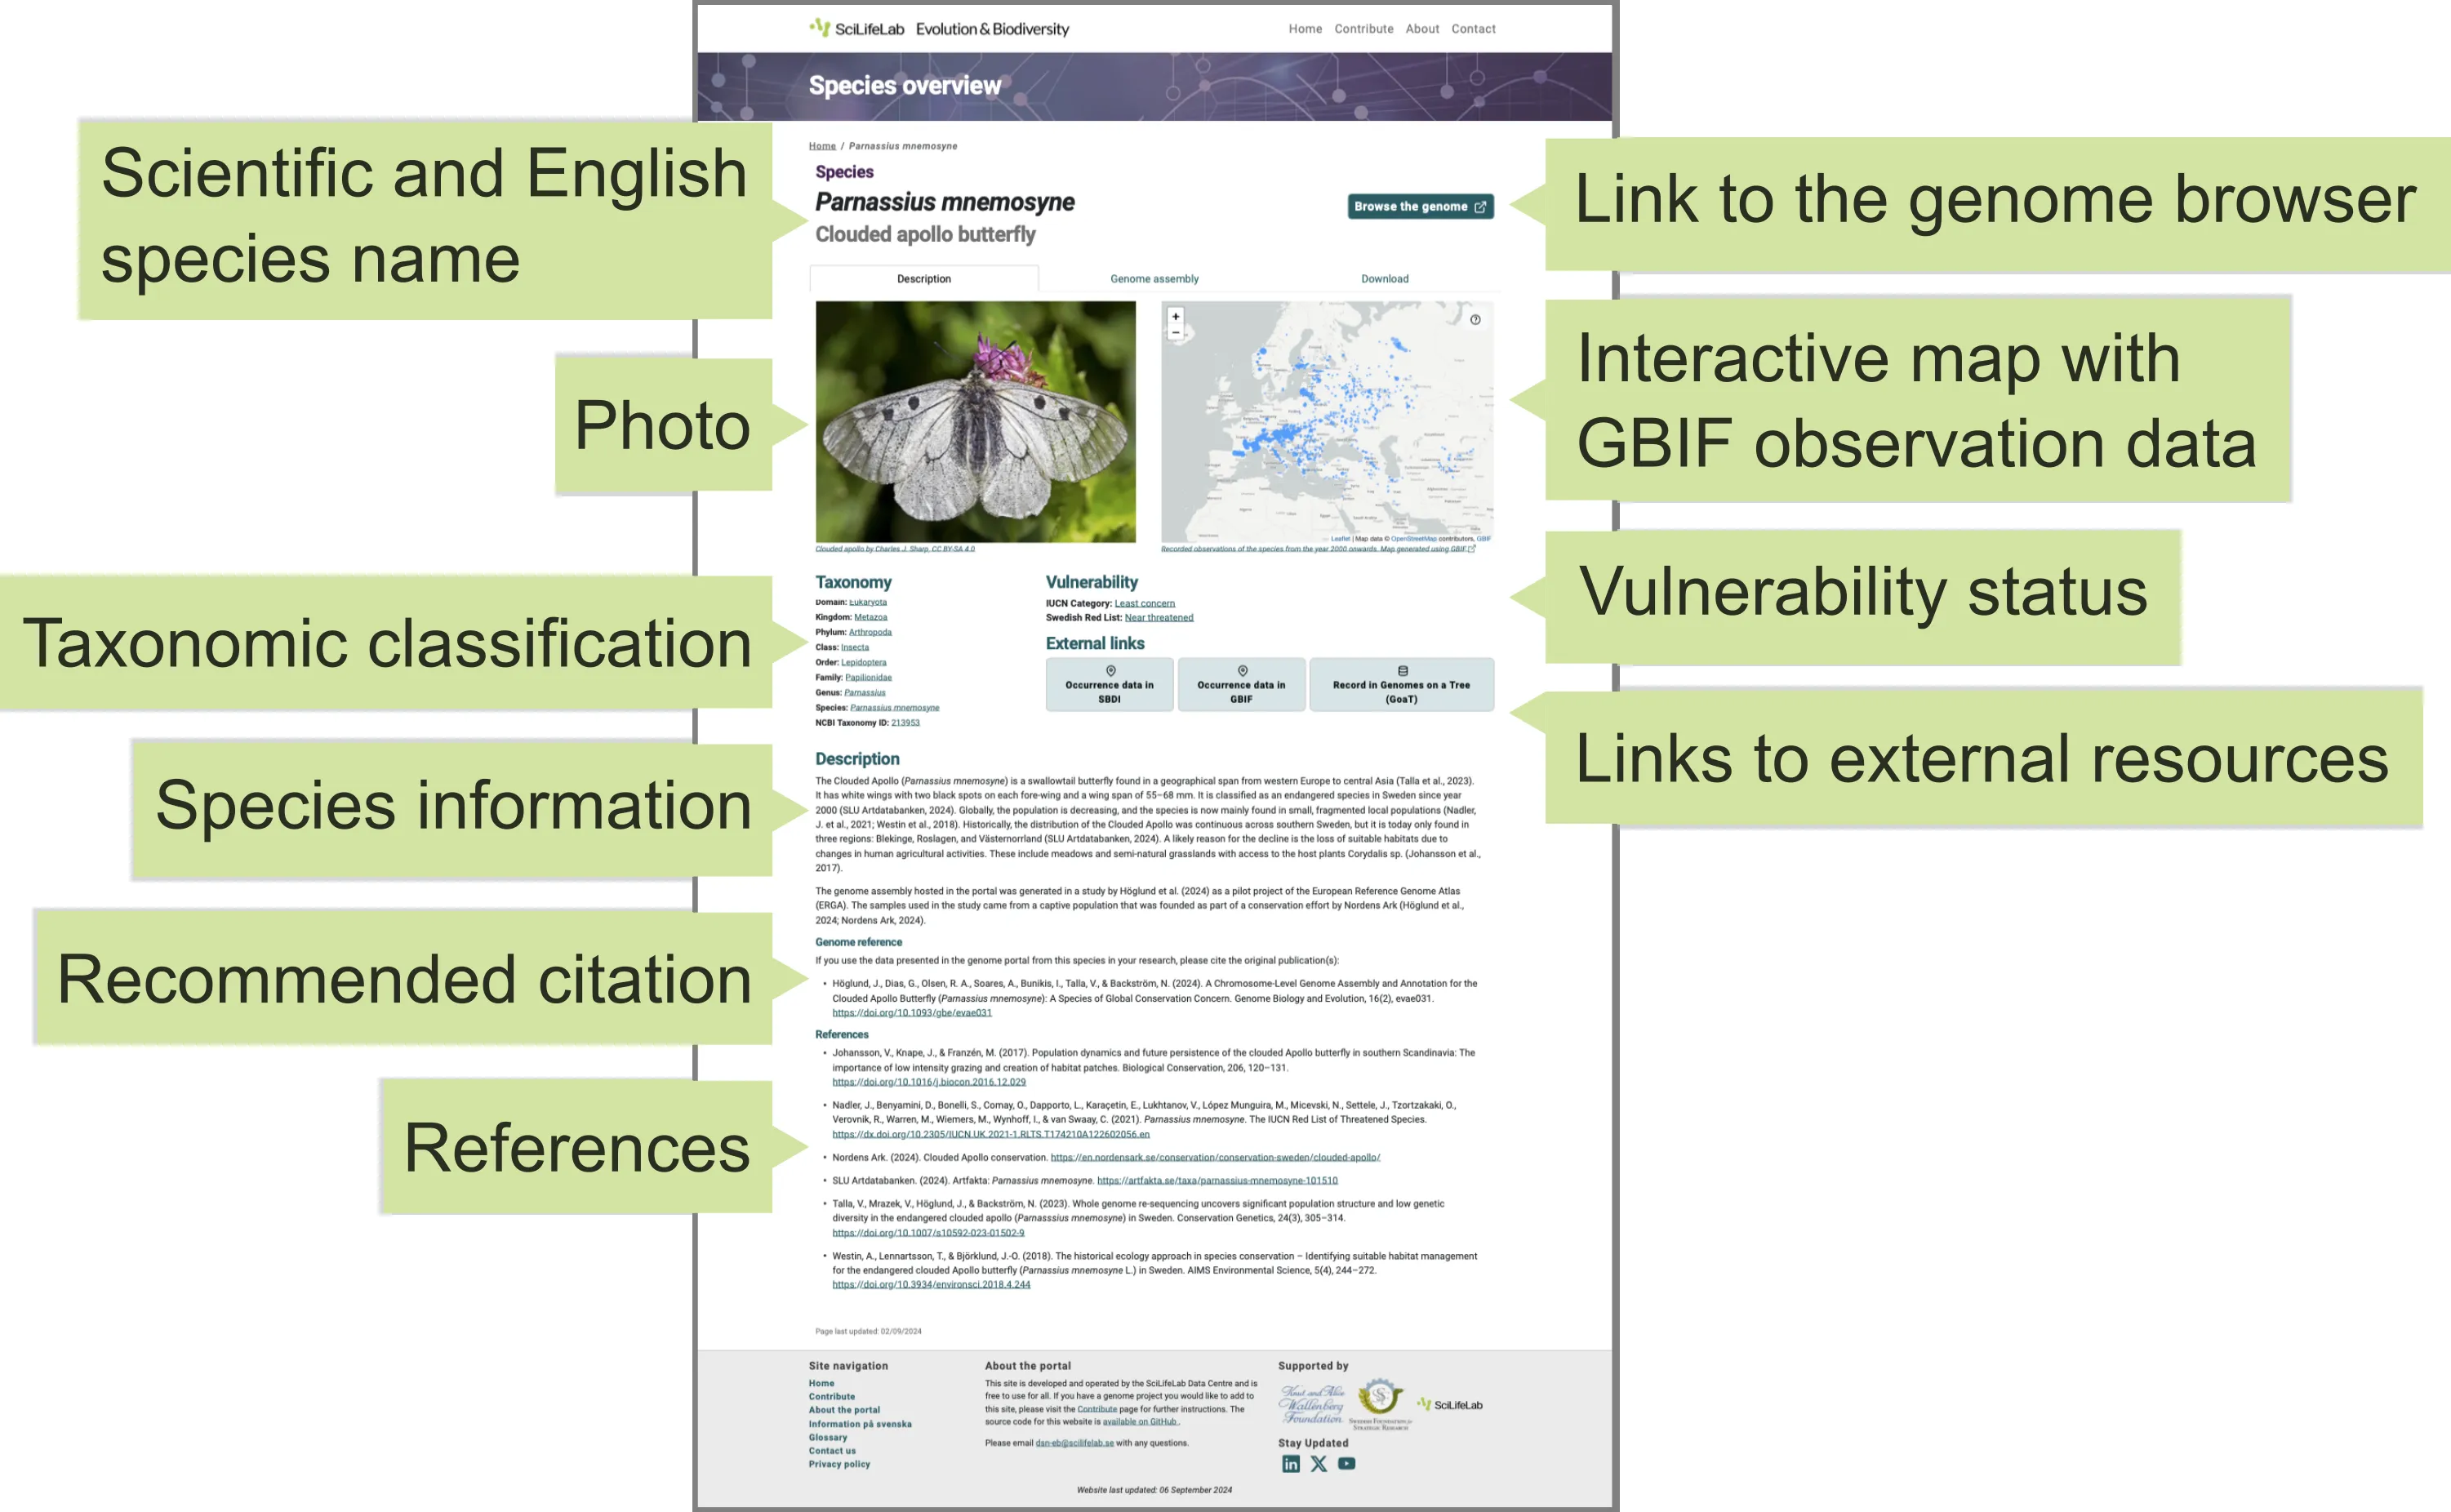 SciLifeLab Evolution & Biodiversity
Home Contribute About Contact
Species overview
Home / Parnassius mnemosyne
Species
Parnassius mnemosyne
Clouded apollo butterfly
Browse the genome
Description Genome assembly Download
+
−
Leaflet | Map data © OpenStreetMap contributors, GBIF
Clouded apollo by Charles J. Sharp, CC BY-SA 4.0
Recorded observations of the species from the year 2000 onwards. Map generated using GBIF.
Taxonomy
Domain: Eukaryota
Kingdom: Metazoa
Phylum: Arthropoda
Class: Insecta
Order: Lepidoptera
Family: Papilionidae
Genus: Parnassius
Species: Parnassius mnemosyne
NCBI Taxonomy ID: 213953
Vulnerability
IUCN Category: Least concern
Swedish Red List: Near threatened
External links
Occurrence data in
SBDI
Occurrence data in
GBIF
Record in Genomes on a Tree
(GoaT)
Description
The Clouded Apollo (Parnassius mnemosyne) is a swallowtail butterfly found in a geographical span from western Europe to central Asia (Talla et al., 2023).
It has white wings with two black spots on each fore-wing and a wing span of 55–68 mm. It is classified as an endangered species in Sweden since year
2000 (SLU Artdatabanken, 2024). Globally, the population is decreasing, and the species is now mainly found in small, fragmented local populations (Nadler,
J. et al., 2021; Westin et al., 2018). Historically, the distribution of the Clouded Apollo was continuous across southern Sweden, but it is today only found in
three regions: Blekinge, Roslagen, and Västernorrland (SLU Artdatabanken, 2024). A likely reason for the decline is the loss of suitable habitats due to
changes in human agricultural activities. These include meadows and semi-natural grasslands with access to the host plants Corydalis sp. (Johansson et al.,
2017).
The genome assembly hosted in the portal was generated in a study by Höglund et al. (2024) as a pilot project of the European Reference Genome Atlas
(ERGA). The samples used in the study came from a captive population that was founded as part of a conservation effort by Nordens Ark (Höglund et al.,
2024; Nordens Ark, 2024).
Genome reference
If you use the data presented in the genome portal from this species in your research, please cite the original publication(s):
• Höglund, J., Dias, G., Olsen, R. A., Soares, A., Bunikis, I., Talla, V., & Backström, N. (2024). A Chromosome-Level Genome Assembly and Annotation for the
Clouded Apollo Butterfly (Parnassius mnemosyne): A Species of Global Conservation Concern. Genome Biology and Evolution, 16(2), evae031.
https://doi.org/10.1093/gbe/evae031
References
• Johansson, V., Knape, J., & Franzén, M. (2017). Population dynamics and future persistence of the clouded Apollo butterfly in southern Scandinavia: The
importance of low intensity grazing and creation of habitat patches. Biological Conservation, 206, 120–131.
https://doi.org/10.1016/j.biocon.2016.12.029
• Nadler, J., Benyamini, D., Bonelli, S., Comay, O., Dapporto, L., Karaçetin, E., Lukhtanov, V., López Munguira, M., Micevski, N., Settele, J., Tzortzakaki, O.,
Verovnik, R., Warren, M., Wiemers, M., Wynhoff, I., & van Swaay, C. (2021). Parnassius mnemosyne. The IUCN Red List of Threatened Species.
https://dx.doi.org/10.2305/IUCN.UK.2021-1.RLTS.T174210A122602056.en
• Nordens Ark. (2024). Clouded Apollo conservation. https://en.nordensark.se/conservation/conservation-sweden/clouded-apollo/
• SLU Artdatabanken. (2024). Artfakta: Parnassius mnemosyne. https://artfakta.se/taxa/parnassius-mnemosyne-101510
• Talla, V., Mrazek, V., Höglund, J., & Backström, N. (2023). Whole genome re-sequencing uncovers significant population structure and low genetic
diversity in the endangered clouded apollo (Parnasssius mnemosyne) in Sweden. Conservation Genetics, 24(3), 305–314.
https://doi.org/10.1007/s10592-023-01502-9
• Westin, A., Lennartsson, T., & Björklund, J.-O. (2018). The historical ecology approach in species conservation – Identifying suitable habitat management
for the endangered clouded Apollo butterfly (Parnassius mnemosyne L.) in Sweden. AIMS Environmental Science, 5(4), 244–272.
https://doi.org/10.3934/environsci.2018.4.244
Page last updated: 02/09/2024
Site navigation
Home
Contribute
About the portal
Information på svenska
Glossary
Contact us
Privacy policy
About the portal
This site is developed and operated by the SciLifeLab Data Centre and is
free to use for all. If you have a genome project you would like to add to
this site, please visit the Contribute page for further instructions. The
source code for this website is available on GitHub.
Please email dsn-eb@scilifelab.se with any questions.
Supported by
Knut and Alice
Wallenberg
Foundation
Swedish Foundation for
Strategic Research
SciLifeLab
Stay Updated
Website last updated: 06 September 2024
Scientific and English
species name
Photo
Taxonomic classification
Species information
Recommended citation
References
Link to the genome browser
Interactive map with
GBIF observation data
Vulnerability status
Links to external resources